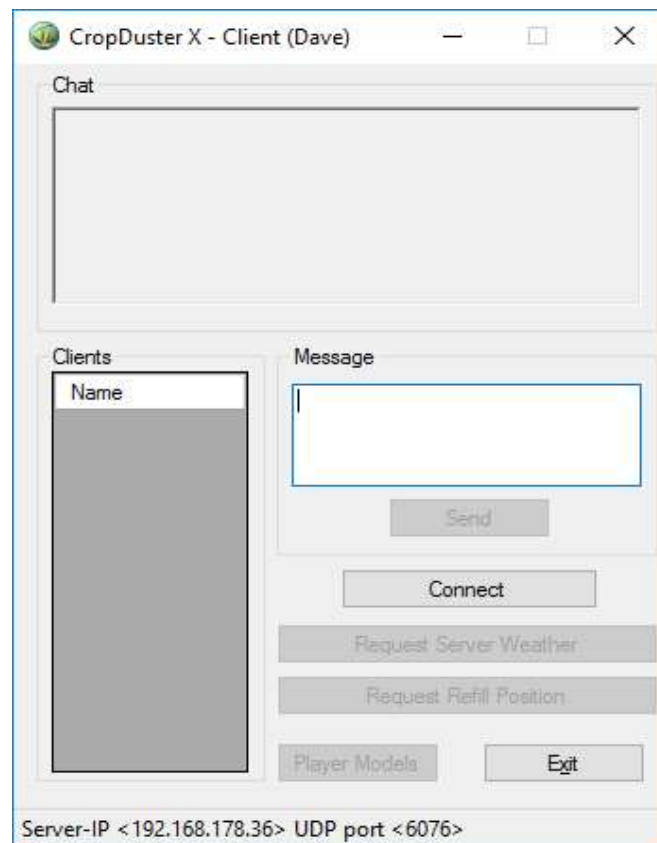 CropDuster X - Client (Dave)
Chat
Clients
Name
Message
Send
Connect
Request Server Weather
Request Refill Position
Player Models
Exit
Server-IP <192.168.178.36> UDP port <6076>